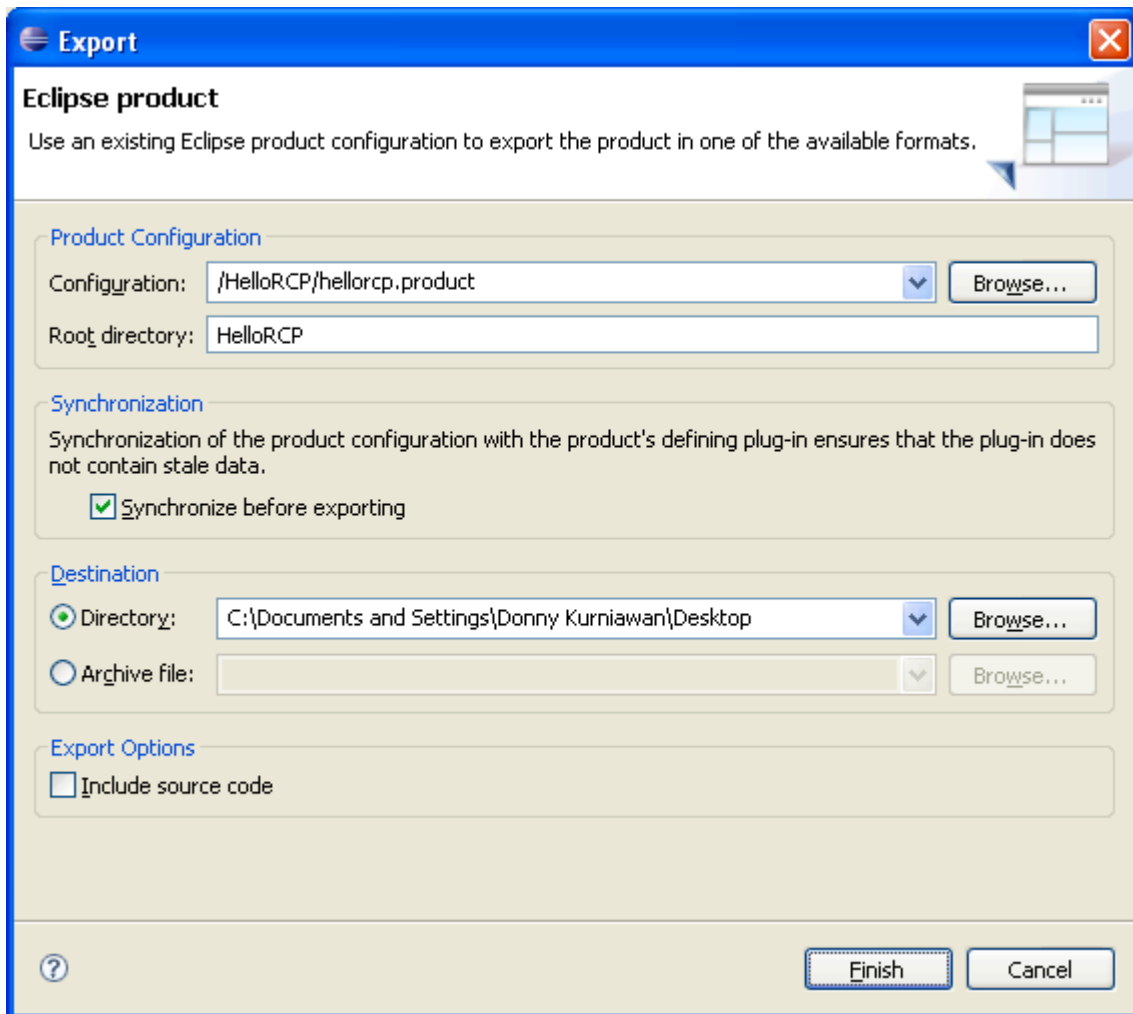 Export
Eclipse product
Use an existing Eclipse product configuration to export the product in one of the available formats.
Product Configuration
Configuration: /HelloRCP/hellorcp.product Browse...
Root directory: HelloRCP
Synchronization
Synchronization of the product configuration with the product's defining plug-in ensures that the plug-in does
not contain stale data.
Synchronize before exporting
Destination
Directory: C:\Documents and Settings\Donny Kurniawan\Desktop Browse...
Archive file: Browse...
Export Options
Include source code
? Finish Cancel